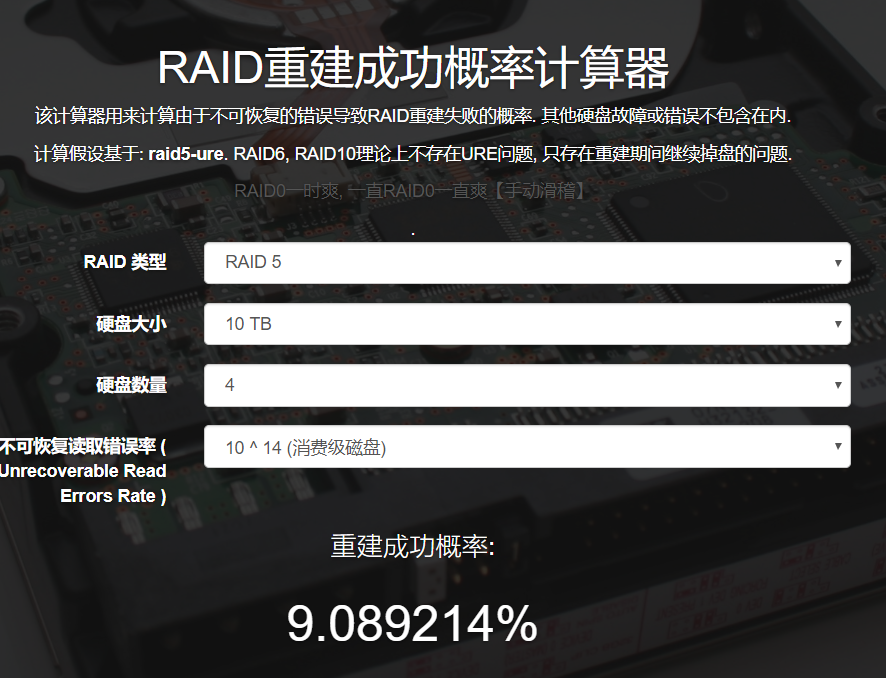 RAID重建成功概率计算器
该计算器用来计算由于不可恢复的错误导致RAID重建失败的概率. 其他硬盘故障或错误不包含在内.
计算假设基于: raid5-ure. RAID6, RAID10理论上不存在URE问题, 只存在重建期间继续掉盘的问题.
RAID0一时爽, 一直RAID0一直爽【手动滑稽】
.
RAID 类型 RAID 5
硬盘大小 10 TB
硬盘数量 4
不可恢复读取错误率 ( 10 ^ 14 (消费级磁盘)
Unrecoverable Read
Errors Rate )
重建成功概率:
9.089214%